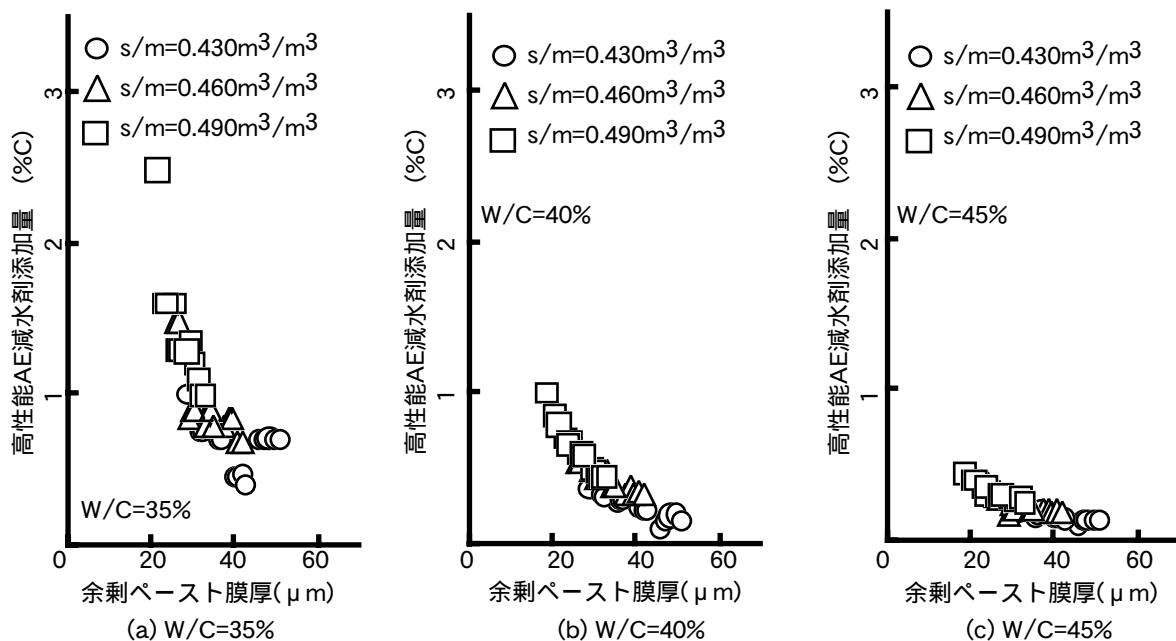 高性能AE減水剤添加量 (%C)
3
2
1
0
20
40
60
s/m=0.430m³/m³
s/m=0.460m³/m³
s/m=0.490m³/m³
W/C=35%
余剰ペースト膜厚(μm)
(a) W/C=35%
高性能AE減水剤添加量 (%C)
3
2
1
0
20
40
60
s/m=0.430m³/m³
s/m=0.460m³/m³
s/m=0.490m³/m³
W/C=40%
余剰ペースト膜厚(μm)
(b) W/C=40%
高性能AE減水剤添加量 (%C)
3
2
1
0
20
40
60
s/m=0.430m³/m³
s/m=0.460m³/m³
s/m=0.490m³/m³
W/C=45%
余剰ペースト膜厚(μm)
(c) W/C=45%